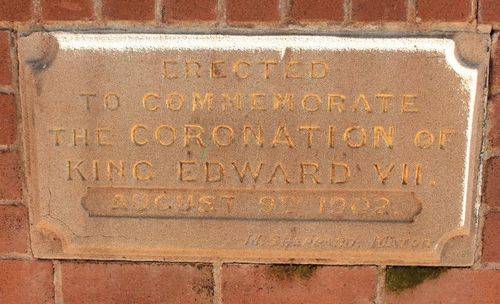 ERECTED
TO COMMEMORATE
THE CORONATION OF
KING EDWARD VII.
AUGUST 9TH 1902.